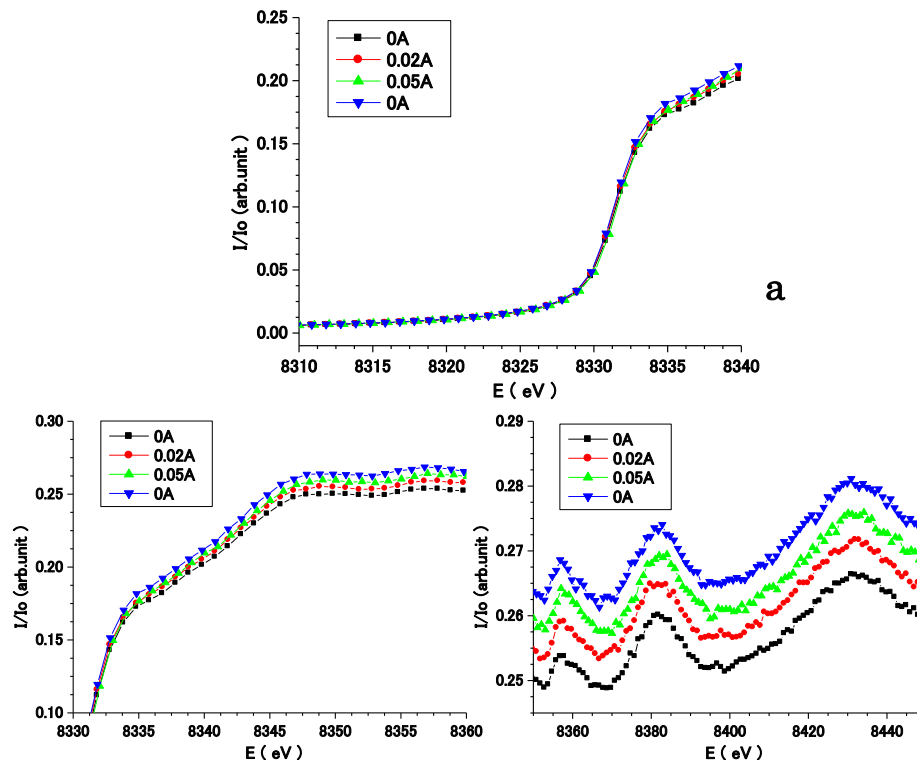 0A
0.02A
0.05A
0A
0.25
0.20
0.15
0.10
0.05
0.00
I/Io (arb.unit)
8310 8315 8320 8325 8330 8335 8340
E ( eV )
a
0A
0.02A
0.05A
0A
0.30
0.25
0.20
0.15
0.10
I/Io (arb.unit)
8330 8335 8340 8345 8350 8355 8360
E ( eV )
0A
0.02A
0.05A
0A
0.29
0.28
0.27
0.26
0.25
I/Io (arb.unit)
8360 8380 8400 8420 8440
E ( eV )